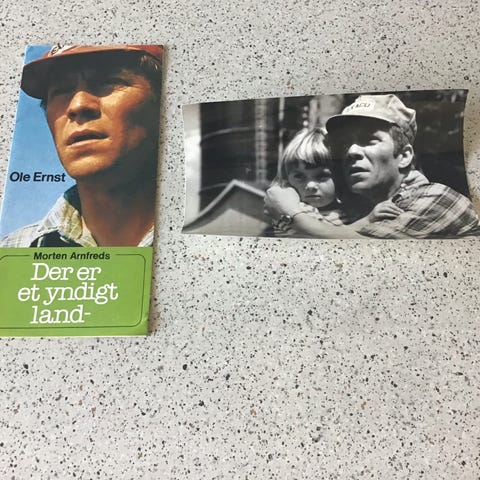 Ole Ernst
Morten Arnfreds
Der er
et yndigt
land-